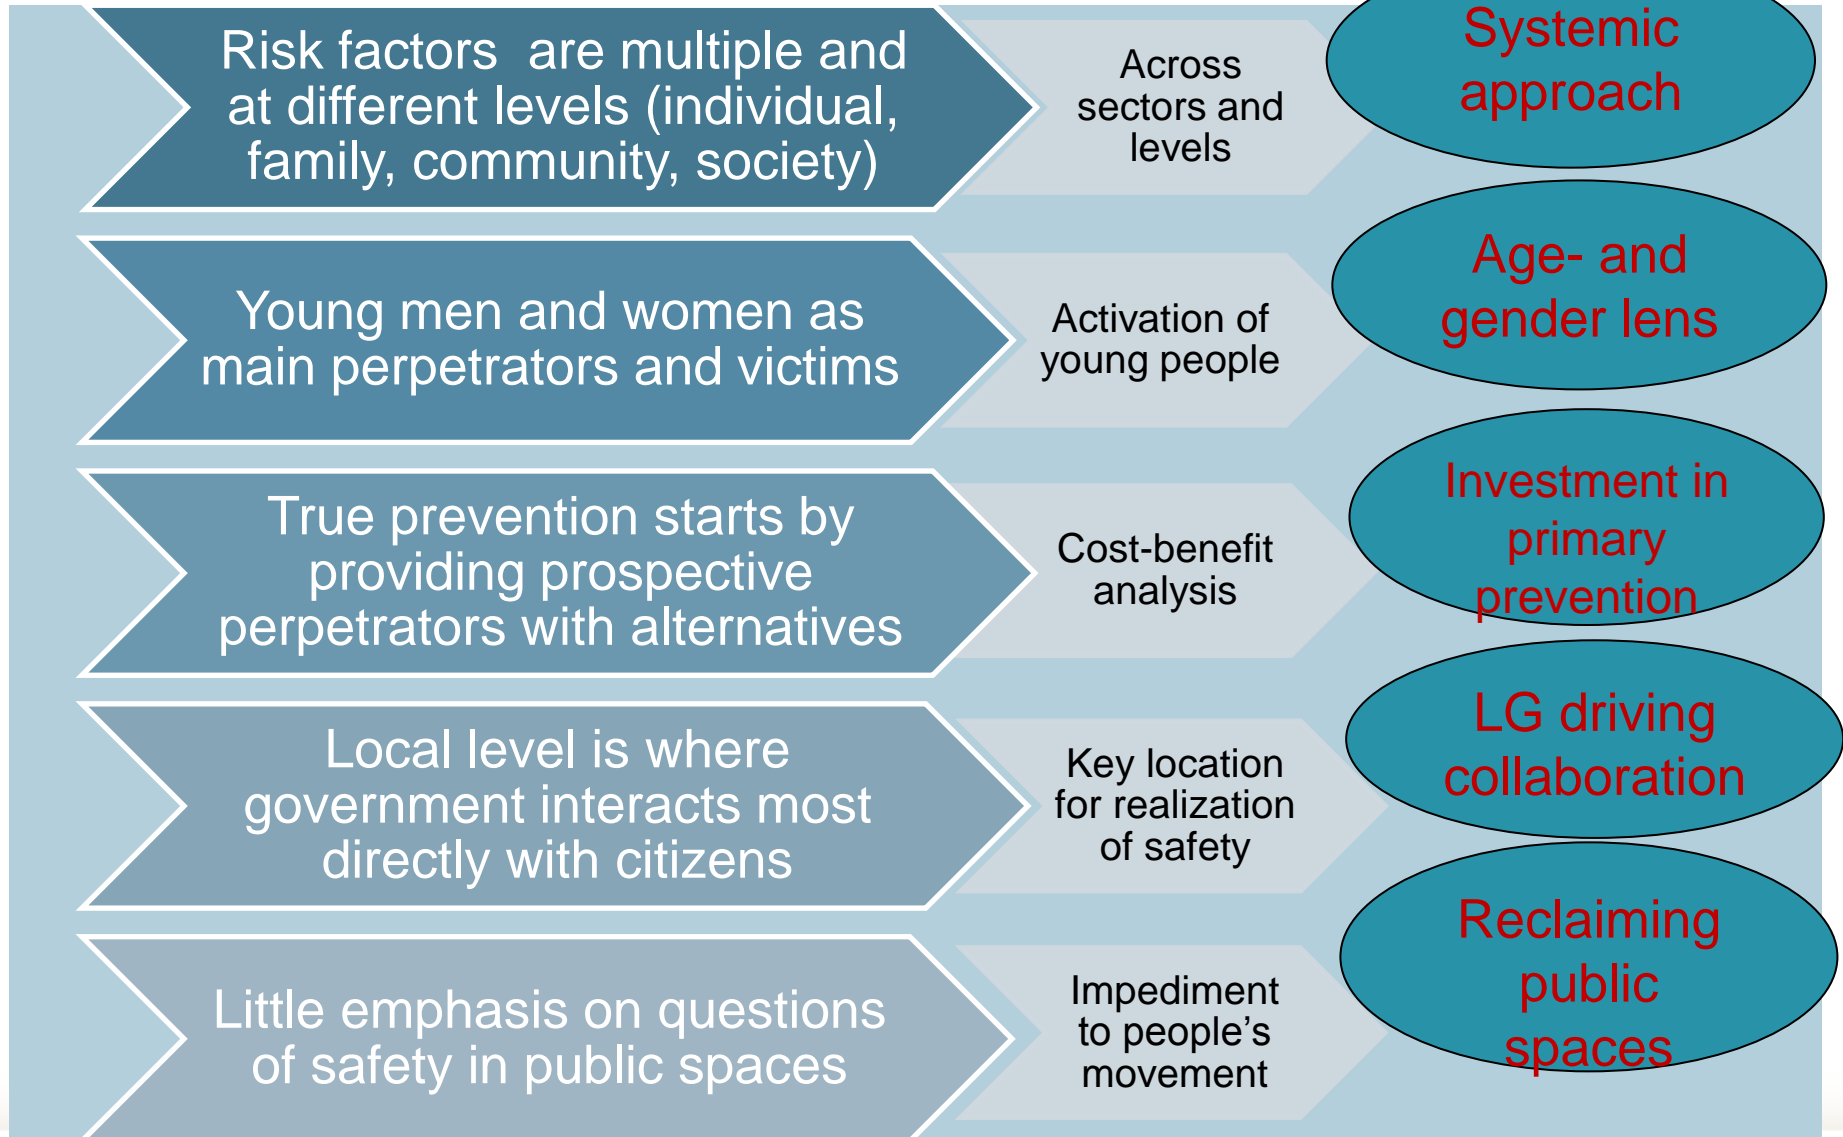 Risk factors are multiple and
at different levels (individual,
family, community, society)
Across
sectors and
levels
Systemic
approach
Young men and women as
main perpetrators and victims
Activation of
young people
Age- and
gender lens
True prevention starts by
providing prospective
perpetrators with alternatives
Cost-benefit
analysis
Investment in
primary
prevention
Local level is where
government interacts most
directly with citizens
Key location
for realization
of safety
LG driving
collaboration
Little emphasis on questions
of safety in public spaces
Impediment
to people’s
movement
Reclaiming
public
spaces